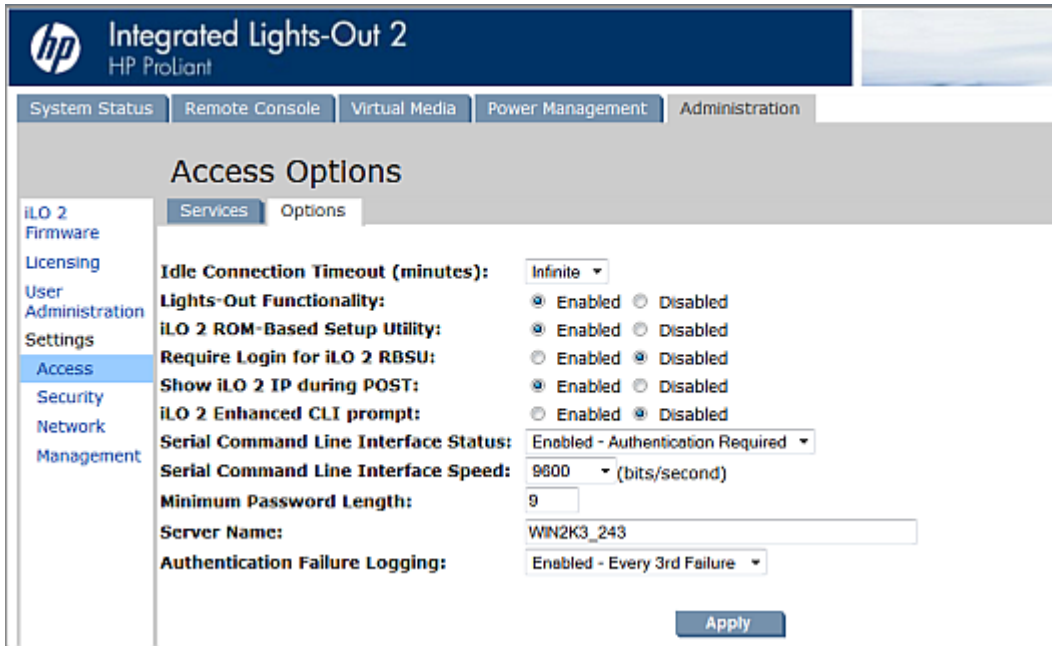 hp
Integrated Lights-Out 2
HP ProLiant
System Status Remote Console Virtual Media Power Management Administration
Access Options
Services Options
iLO 2
Firmware
Licensing
User
Administration
Settings
Access
Security
Network
Management
Idle Connection Timeout (minutes): Infinite
Lights-Out Functionality: Enabled Disabled
iLO 2 ROM-Based Setup Utility: Enabled Disabled
Require Login for iLO 2 RBSU: Enabled Disabled
Show iLO 2 IP during POST: Enabled Disabled
iLO 2 Enhanced CLI prompt: Enabled Disabled
Serial Command Line Interface Status: Enabled - Authentication Required
Serial Command Line Interface Speed: 9600 (bits/second)
Minimum Password Length: 9
Server Name: WIN2K3_243
Authentication Failure Logging: Enabled - Every 3rd Failure
Apply